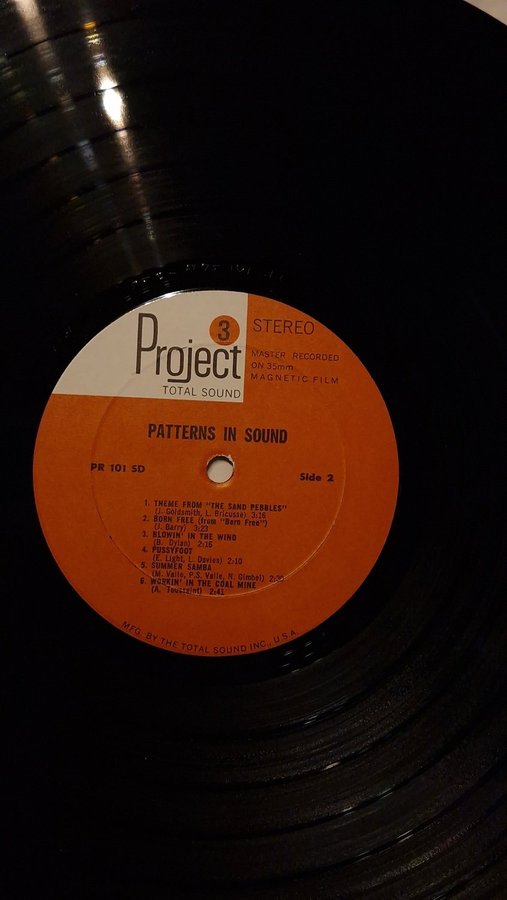 3
Project
TOTAL SOUND
STEREO
MASTER RECORDED
ON 35mm
MAGNETIC FILM
PATTERNS IN SOUND
PR 101 SD
Side 2
1. THEME FROM "THE SAND PEBBLES"
(J. Goldsmith, L. Bricusse) 3:16
2. BORN FREE (from "Born Free")
(J. Barry) 3:23
3. BLOWIN' IN THE WIND
(B. Dylan) 2:16
4. PUSSYFOOT
(E. Light, L. Davies) 2:10
5. SUMMER SAMBA
(M. Valle, P.S. Valle, N. Gimbel)
6. WORKIN' IN THE COAL MINE
(A. Toussaint) 2:41
MFG. BY THE TOTAL SOUND INC., U.S.A.